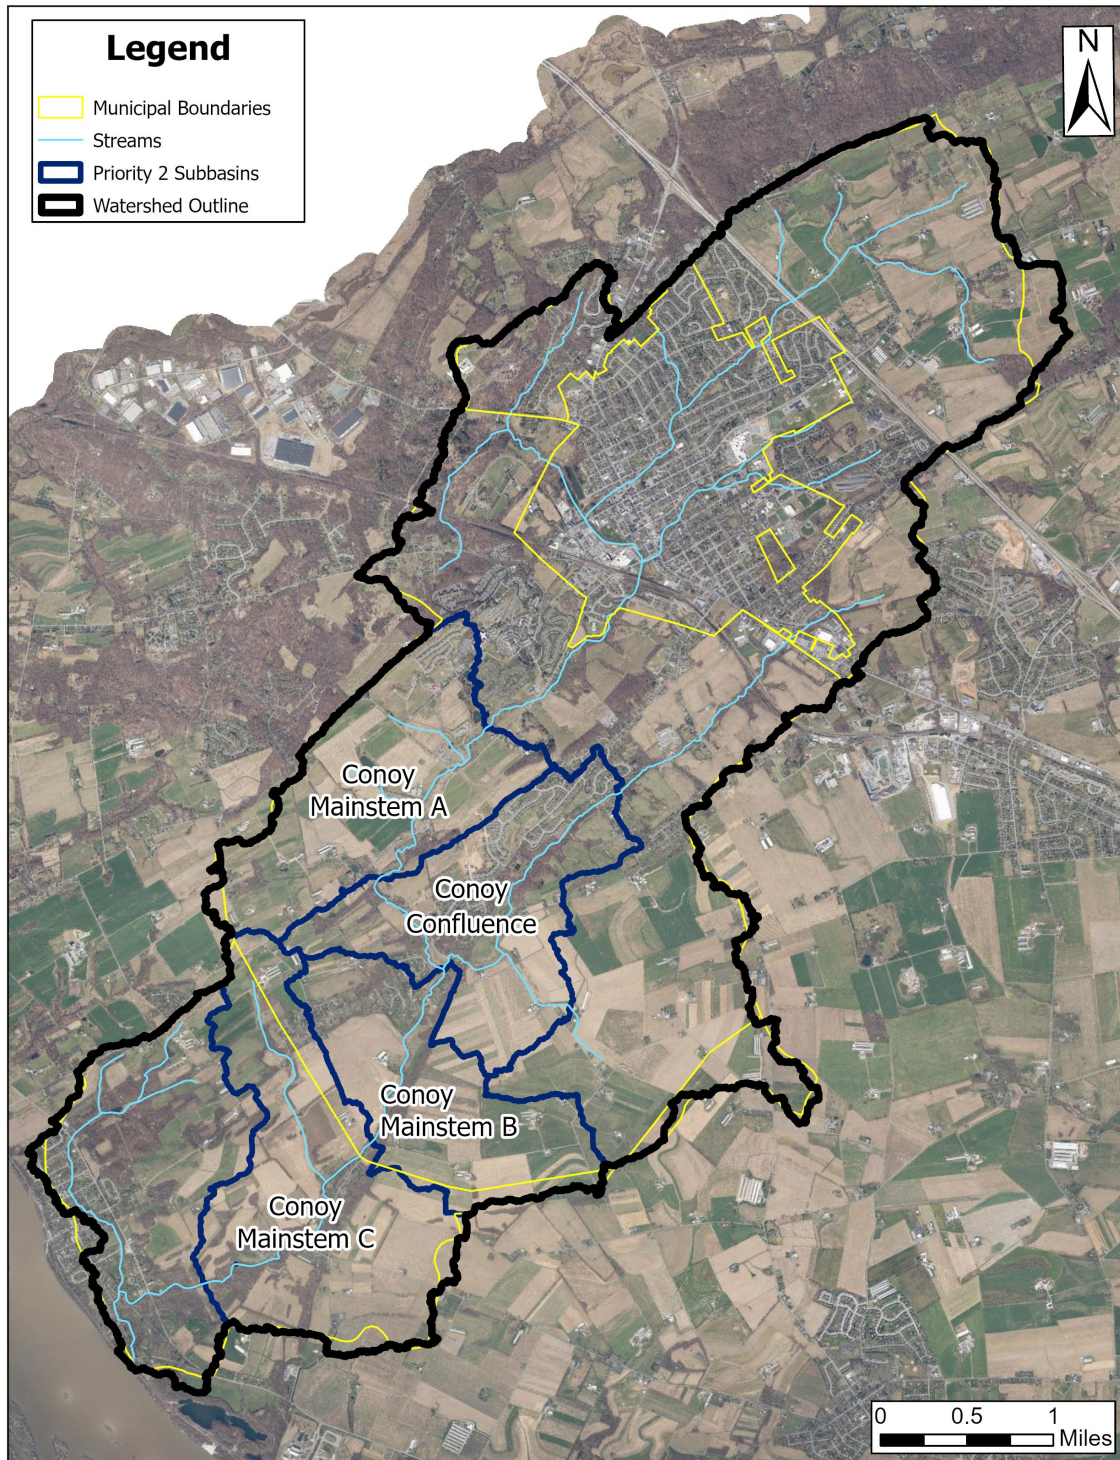 Legend
Municipal Boundaries
Streams
Priority 2 Subbasins
Watershed Outline
N
Conoy
Mainstem A
Conoy
Confluence
Conoy
Mainstem B
Conoy
Mainstem C
0 0.5 1
Miles